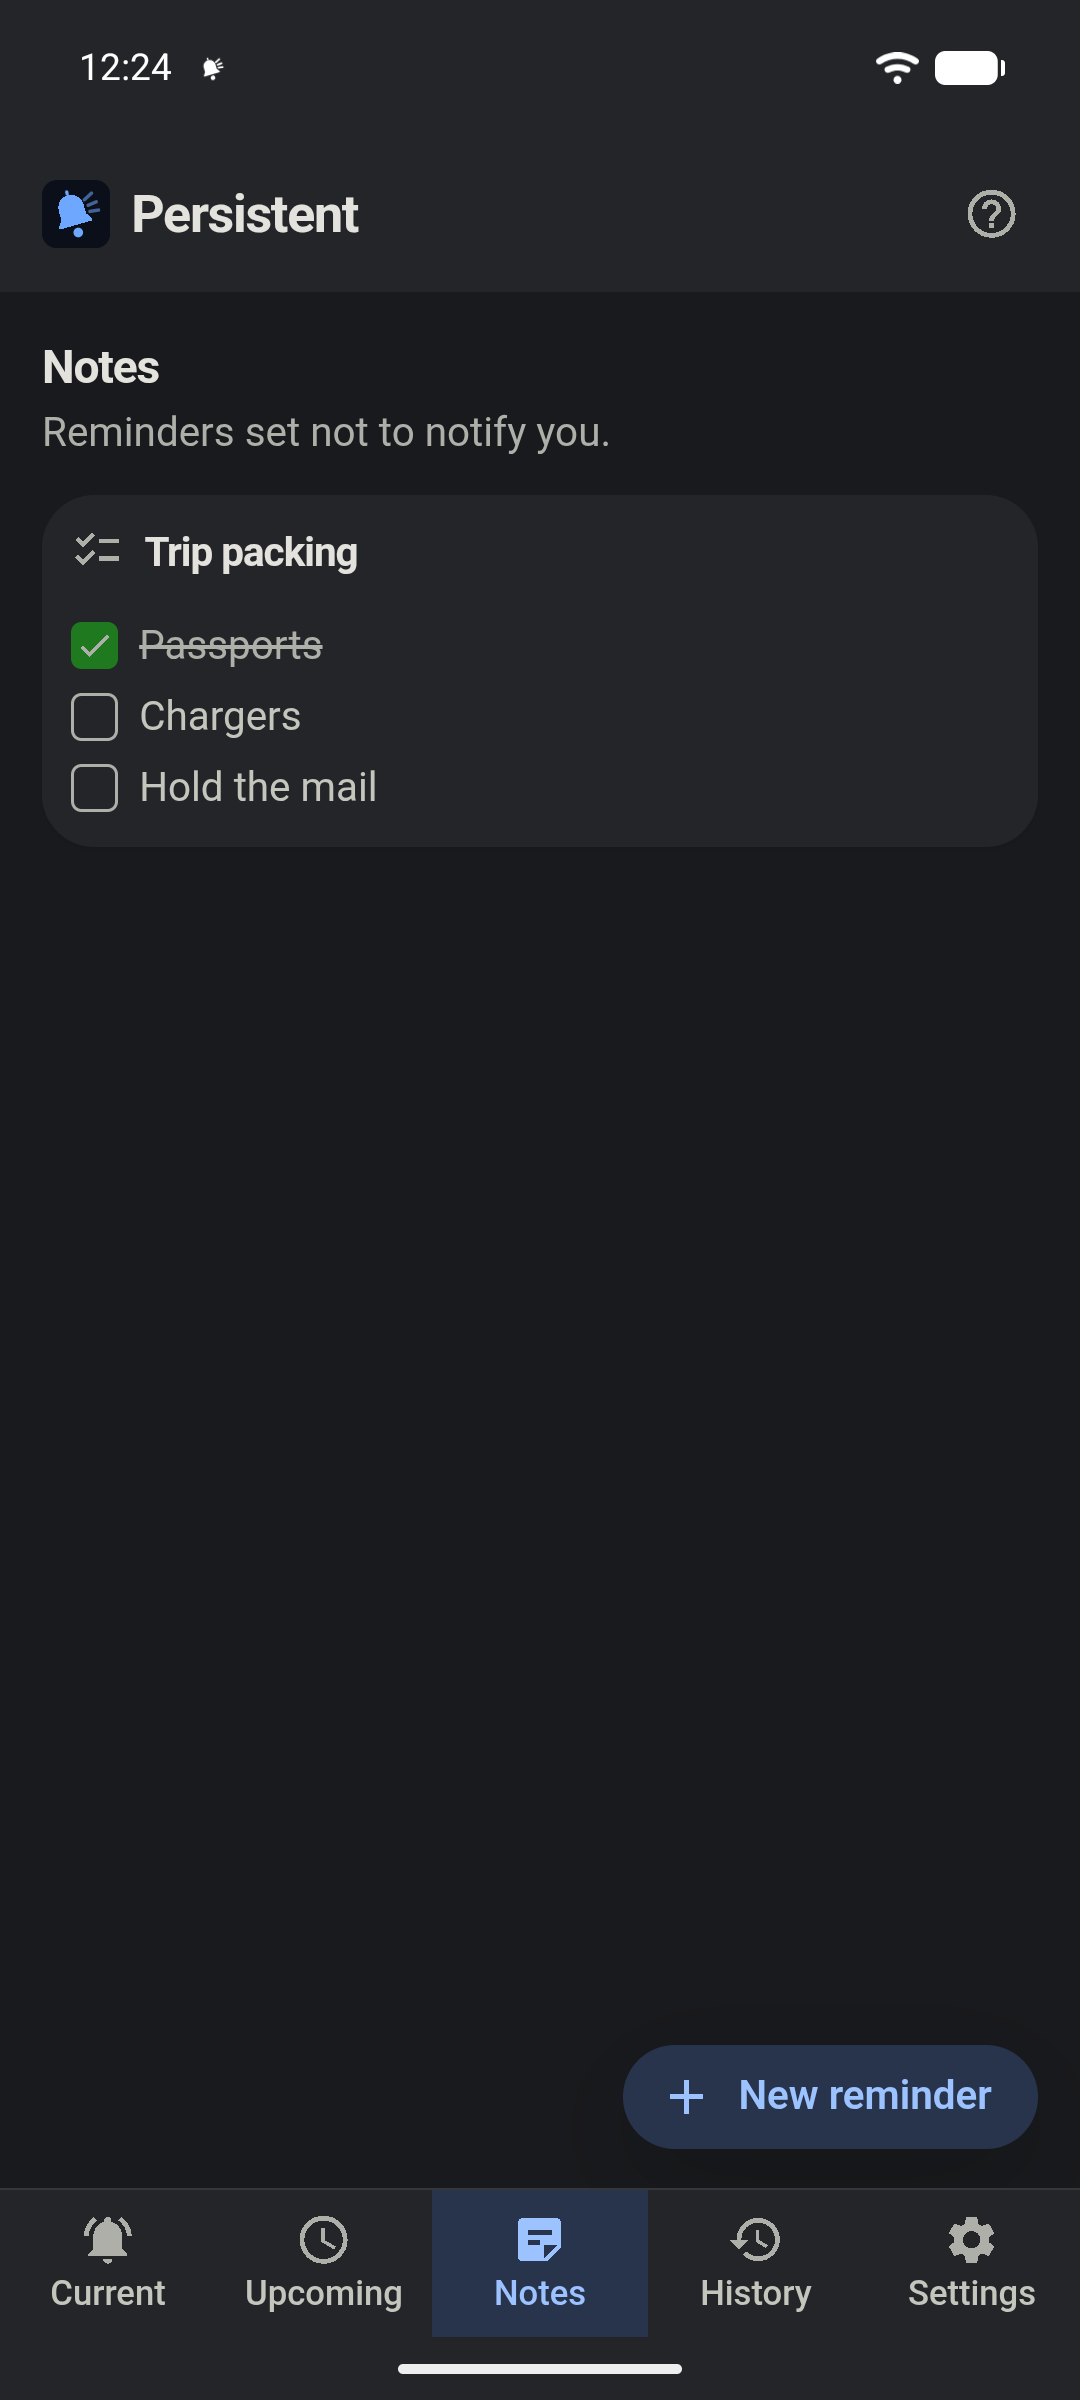 12:24
Persistent
Notes
Reminders set not to notify you.
Trip packing
Passports
Chargers
Hold the mail
New reminder
Current
Upcoming
Notes
History
Settings